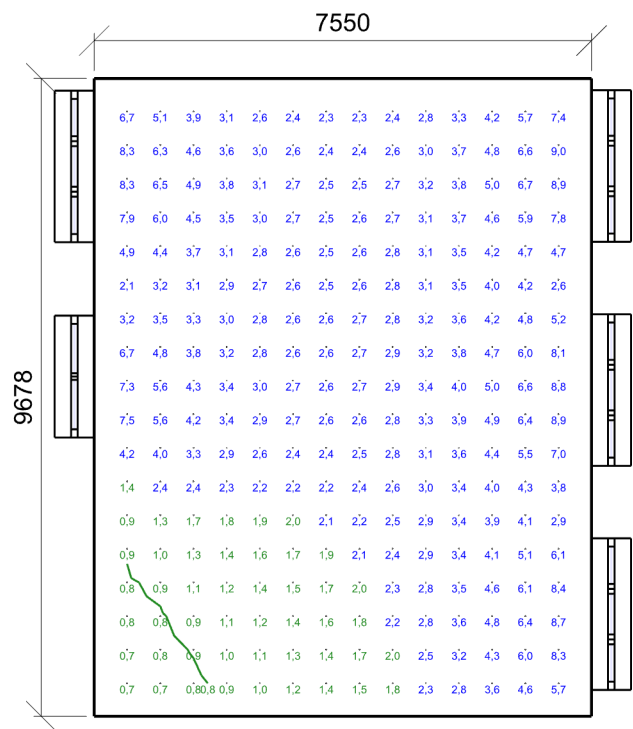 7550
6,7 5,1 3,9 3,1 2,6 2,4 2,3 2,3 2,4 2,8 3,3 4,2 5,7 7,4
8,3 6,3 4,6 3,6 3,0 2,6 2,4 2,4 2,6 3,0 3,7 4,8 6,6 9,0
8,3 6,5 4,9 3,8 3,1 2,7 2,5 2,5 2,7 3,2 3,8 5,0 6,7 8,9
7,9 6,0 4,5 3,5 3,0 2,7 2,5 2,6 2,7 3,1 3,7 4,6 5,9 7,8
4,9 4,4 3,7 3,1 2,8 2,6 2,5 2,6 2,8 3,1 3,5 4,2 4,7 4,7
2,1 3,2 3,1 2,9 2,7 2,6 2,5 2,6 2,8 3,1 3,5 4,0 4,2 2,6
3,2 3,5 3,3 3,0 2,8 2,6 2,6 2,7 2,8 3,2 3,6 4,2 4,8 5,2
6,7 4,8 3,8 3,2 2,8 2,6 2,6 2,7 2,9 3,2 3,8 4,7 6,0 8,1
9678
7,3 5,6 4,3 3,4 3,0 2,7 2,6 2,7 2,9 3,4 4,0 5,0 6,6 8,8
7,5 5,6 4,2 3,4 2,9 2,7 2,6 2,6 2,8 3,3 3,9 4,9 6,4 8,9
4,2 4,0 3,3 2,9 2,6 2,4 2,4 2,5 2,8 3,1 3,6 4,4 5,5 7,0
1,4 2,4 2,4 2,3 2,2 2,2 2,2 2,4 2,6 3,0 3,4 4,0 4,3 3,8
0,9 1,3 1,7 1,8 1,9 2,0 2,1 2,2 2,5 2,9 3,4 3,9 4,1 2,9
0,9 1,0 1,3 1,4 1,6 1,7 1,9 2,1 2,4 2,9 3,4 4,1 5,1 6,1
0,8 0,9 1,1 1,2 1,4 1,5 1,7 2,0 2,3 2,8 3,5 4,6 6,1 8,4
0,8 0,8 0,9 1,1 1,2 1,4 1,6 1,8 2,2 2,8 3,6 4,8 6,4 8,7
0,7 0,8 0,9 1,0 1,1 1,3 1,4 1,7 2,0 2,5 3,2 4,3 6,0 8,3
0,7 0,7 0,8 0,8 0,9 1,0 1,2 1,4 1,5 1,8 2,3 2,8 3,6 4,6 5,7